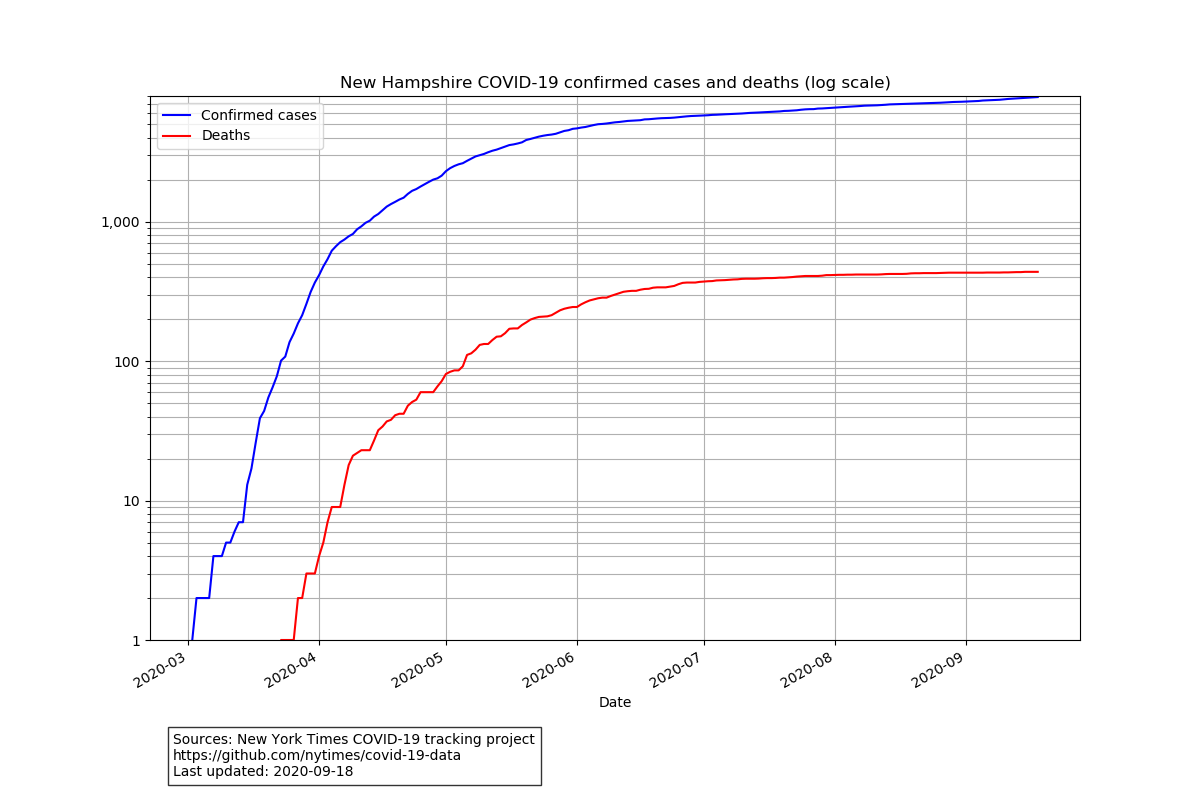 New Hampshire COVID-19 confirmed cases and deaths (log scale)
Confirmed cases
Deaths
1,000
100
10
1
2020-03
2020-04
2020-05
2020-06
2020-07
2020-08
2020-09
Date
Sources: New York Times COVID-19 tracking project
https://github.com/nytimes/covid-19-data
Last updated: 2020-09-18